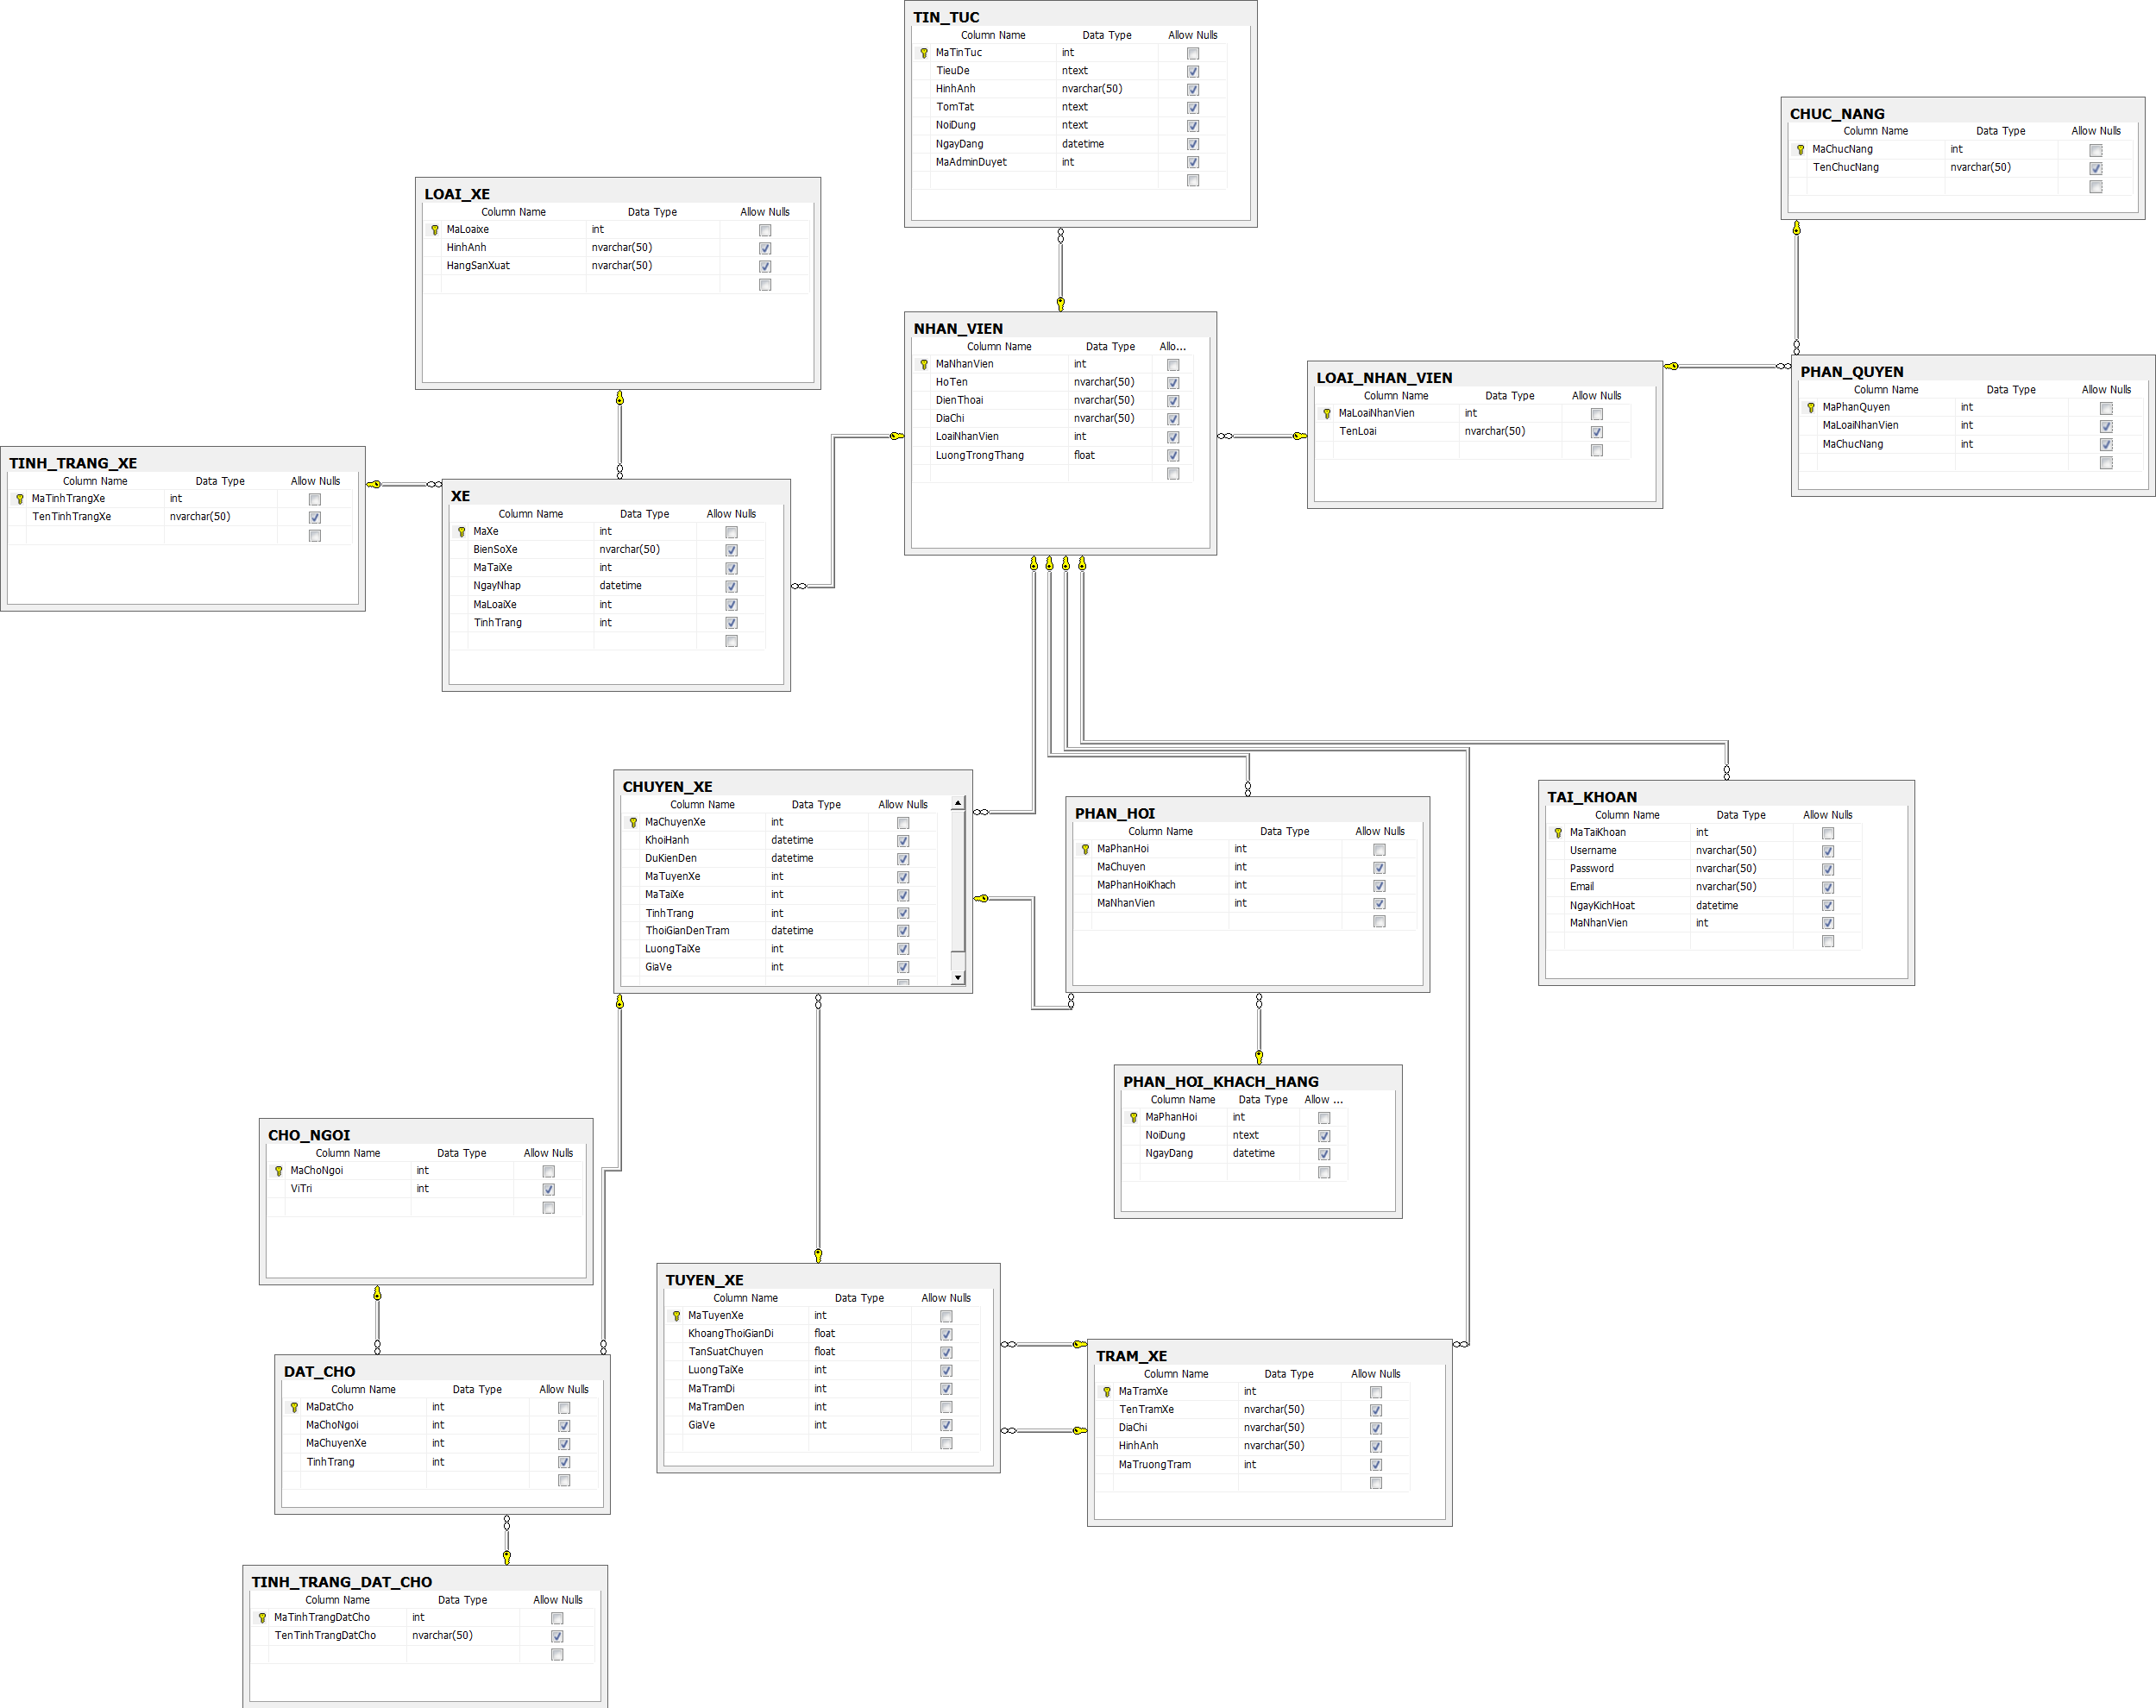 TIN_TUC
Column Name Data Type Allow Nulls
MaTinTuc int
TieuDe ntext
HinhAnh nvarchar(50)
TomTat ntext
NoiDung ntext
NgayDang datetime
MaAdminDuyet int
CHUC_NANG
Column Name Data Type Allow Nulls
MaChucNang int
TenChucNang nvarchar(50)
LOAI_XE
Column Name Data Type Allow Nulls
MaLoaixe int
HinhAnh nvarchar(50)
HangSanXuat nvarchar(50)
NHAN_VIEN
Column Name Data Type Allo...
MaNhanVien int
HoTen nvarchar(50)
DienThoai nvarchar(50)
DiaChi nvarchar(50)
LoaiNhanVien int
LuongTrongThang float
LOAI_NHAN_VIEN
Column Name Data Type Allow Nulls
MaLoaiNhanVien int
TenLoai nvarchar(50)
PHAN_QUYEN
Column Name Data Type Allow Nulls
MaPhanQuyen int
MaLoaiNhanVien int
MaChucNang int
TINH_TRANG_XE
Column Name Data Type Allow Nulls
MaTinhTrangXe int
TenTinhTrangXe nvarchar(50)
XE
Column Name Data Type Allow Nulls
MaXe int
BienSoXe nvarchar(50)
MaTaiXe int
NgayNhap datetime
MaLoaiXe int
TinhTrang int
CHUYEN_XE
Column Name Data Type Allow Nulls
MaChuyenXe int
KhoiHanh datetime
DuKienDen datetime
MaTuyenXe int
MaTaiXe int
TinhTrang int
ThoiGianDenTram datetime
LuongTaiXe int
GiaVe int
PHAN_HOI
Column Name Data Type Allow Nulls
MaPhanHoi int
MaChuyen int
MaPhanHoiKhach int
MaNhanVien int
TAI_KHOAN
Column Name Data Type Allow Nulls
MaTaiKhoan int
Username nvarchar(50)
Password nvarchar(50)
Email nvarchar(50)
NgayKichHoat datetime
MaNhanVien int
PHAN_HOI_KHACH_HANG
Column Name Data Type Allow ...
MaPhanHoi int
NoiDung ntext
NgayDang datetime
CHO_NGOI
Column Name Data Type Allow Nulls
MaChoNgoi int
ViTri int
TUYEN_XE
Column Name Data Type Allow Nulls
MaTuyenXe int
KhoangThoiGianDi float
TanSuatChuyen float
LuongTaiXe int
MaTramDi int
MaTramDen int
GiaVe int
TRAM_XE
Column Name Data Type Allow Nulls
MaTramXe int
TenTramXe nvarchar(50)
DiaChi nvarchar(50)
HinhAnh nvarchar(50)
MaTruongTram int
DAT_CHO
Column Name Data Type Allow Nulls
MaDatCho int
MaChoNgoi int
MaChuyenXe int
TinhTrang int
TINH_TRANG_DAT_CHO
Column Name Data Type Allow Nulls
MaTinhTrangDatCho int
TenTinhTrangDatCho nvarchar(50)